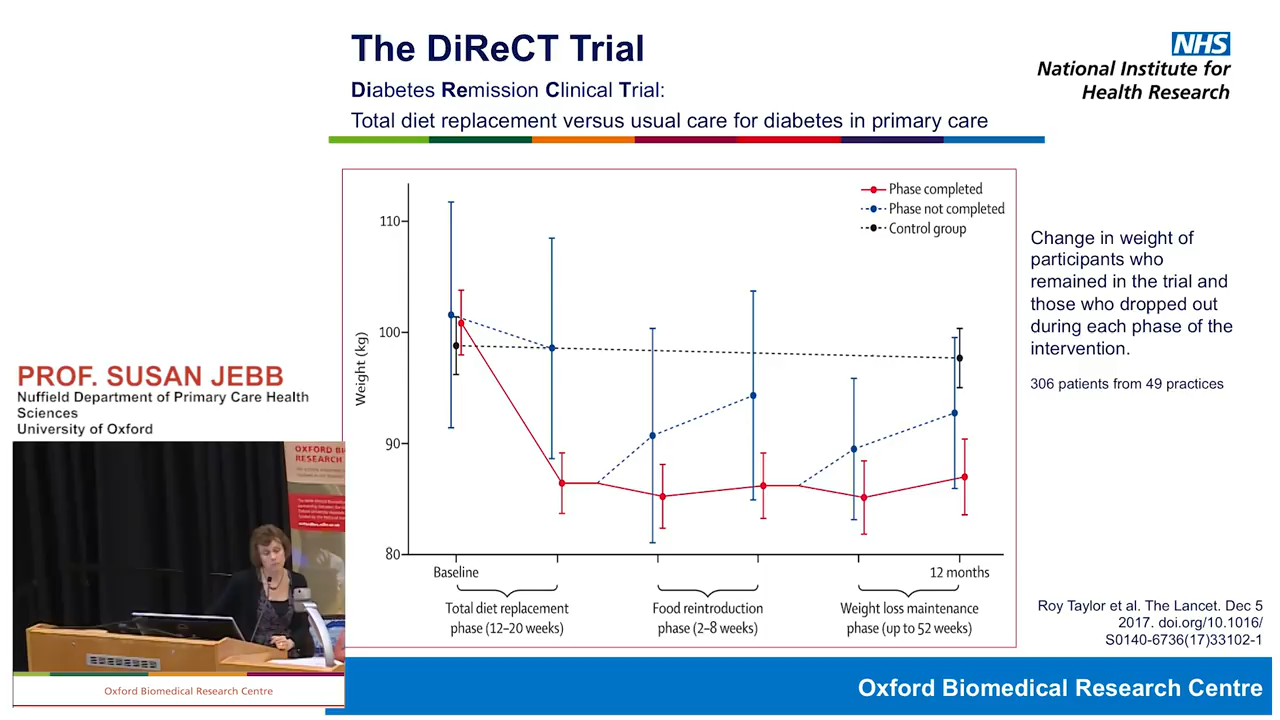 The DiReCT Trial
Diabetes Remission Clinical Trial:
Total diet replacement versus usual care for diabetes in primary care
NHS
National Institute for
Health Research
Phase completed
Phase not completed
Control group
Weight (kg)
110
100
90
80
Baseline
12 months
Total diet replacement
phase (12–20 weeks)
Food reintroduction
phase (2–8 weeks)
Weight loss maintenance
phase (up to 52 weeks)
Change in weight of
participants who
remained in the trial and
those who dropped out
during each phase of the
intervention.
306 patients from 49 practices
Roy Taylor et al. The Lancet. Dec 5
2017. doi.org/10.1016/
S0140-6736(17)33102-1
PROF. SUSAN JEBB
Nuffield Department of Primary Care Health
Sciences
University of Oxford
OXFORD BI
RESEARCH
Oxford Biomedical Research Centre
Oxford Biomedical Research Centre